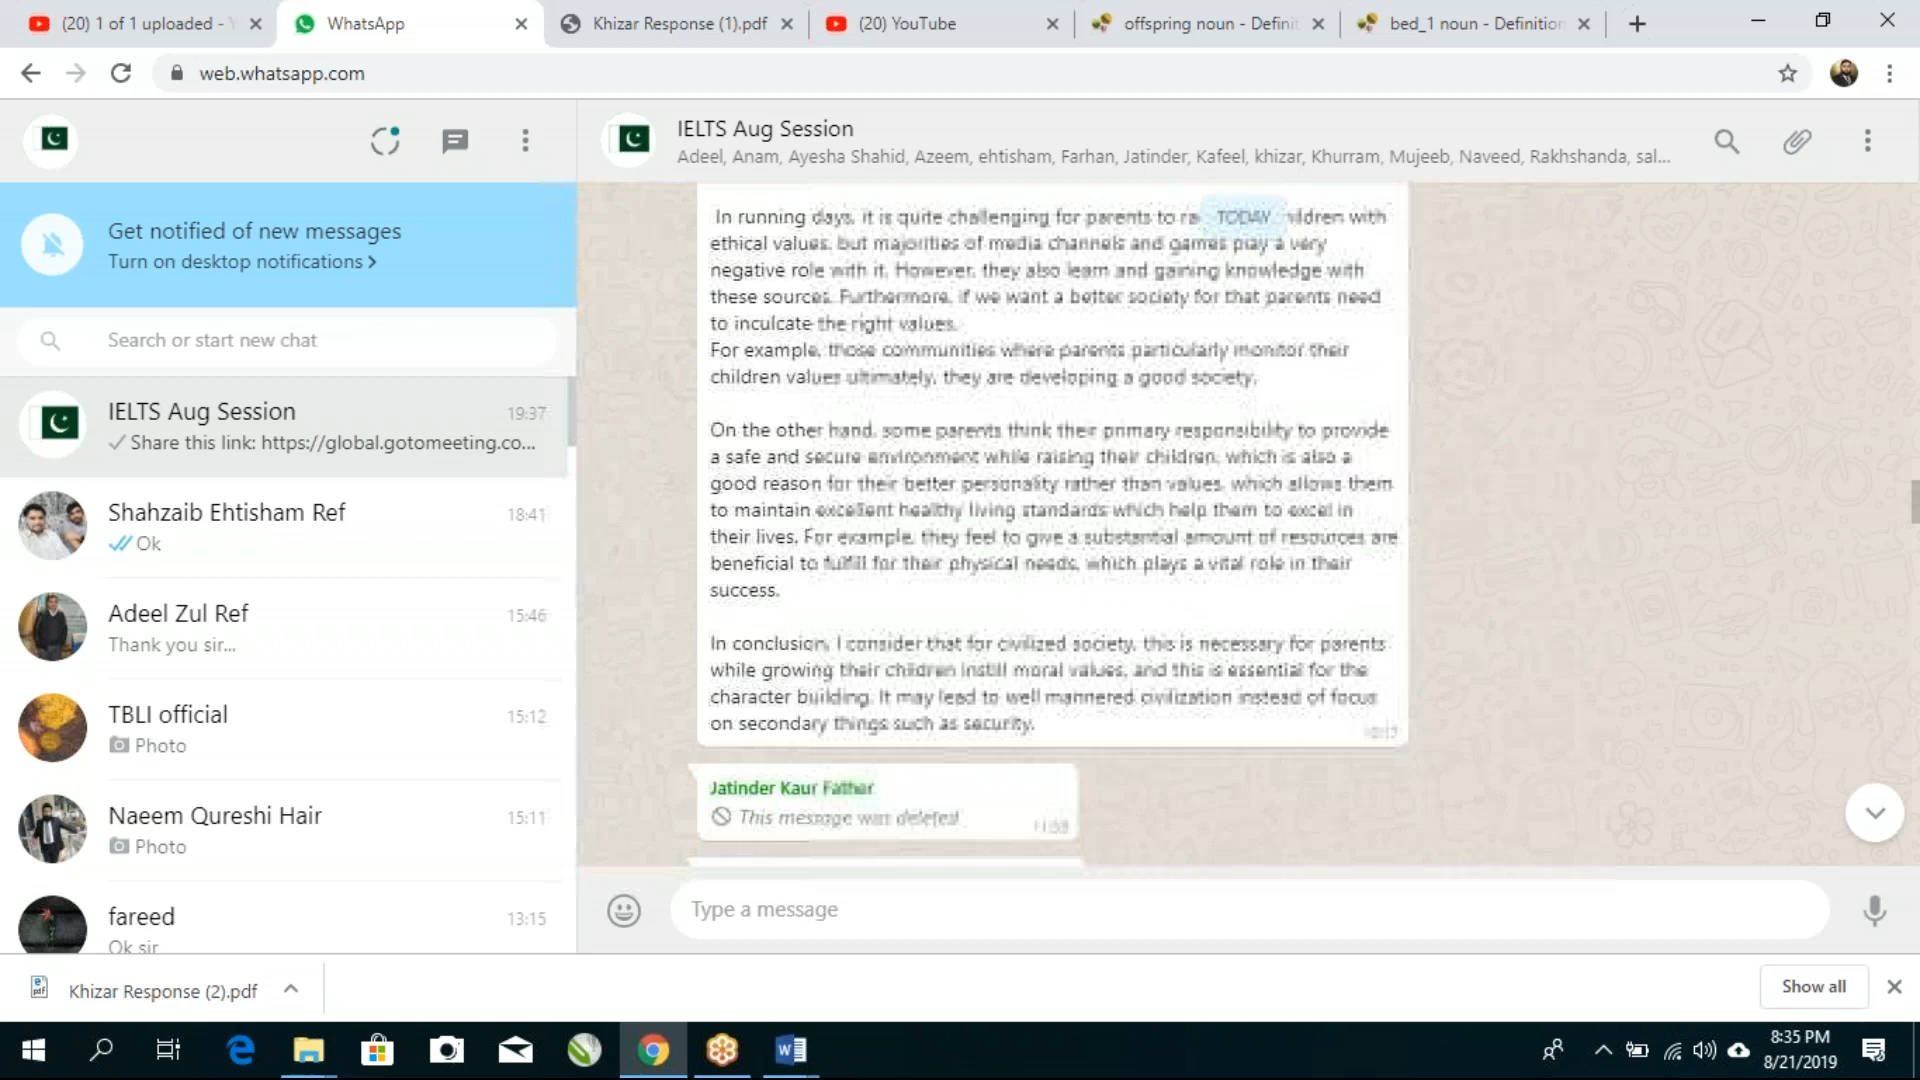 (20) 1 of 1 uploaded - Y
WhatsApp
Khizar Response (1).pdf
(20) YouTube
offspring noun - Definit
bed_1 noun - Definition
web.whatsapp.com
Get notified of new messages
Turn on desktop notifications >
Search or start new chat
IELTS Aug Session
19:37
Share this link: https://global.gotomeeting.co...
Shahzaib Ehtisham Ref
18:41
Ok
Adeel Zul Ref
15:46
Thank you sir...
TBLI official
15:12
Photo
Naeem Qureshi Hair
15:11
Photo
fareed
13:15
Ok sir
IELTS Aug Session
Adeel, Anam, Ayesha Shahid, Azeem, ehtisham, Farhan, Jatinder, Kafeel, khizar, Khurram, Mujeeb, Naveed, Rakhshanda, sal...
TODAY
In running days, it is quite challenging for parents to ra ildren with
ethical values, but majorities of media channels and games play a very
negative role with it. However, they also learn and gaining knowledge with
these sources. Furthermore, if we want a better society for that parents need
to inculcate the right values.
For example, those communities where parents particularly monitor their
children values ultimately, they are developing a good society.
On the other hand, some parents think their primary responsibility to provide
a safe and secure environment while raising their children, which is also a
good reason for their better personality rather than values, which allows them
to maintain excellent healthy living standards which help them to excel in
their lives. For example, they feel to give a substantial amount of resources are
beneficial to fulfill for their physical needs, which plays a vital role in their
success.
In conclusion, I consider that for civilized society, this is necessary for parents
while growing their children instill moral values, and this is essential for the
character building. It may lead to well mannered civilization instead of focus
on secondary things such as security.
Jatinder Kaur Father
This message was deleted
Type a message
Khizar Response (2).pdf
Show all
8:35 PM
8/21/2019